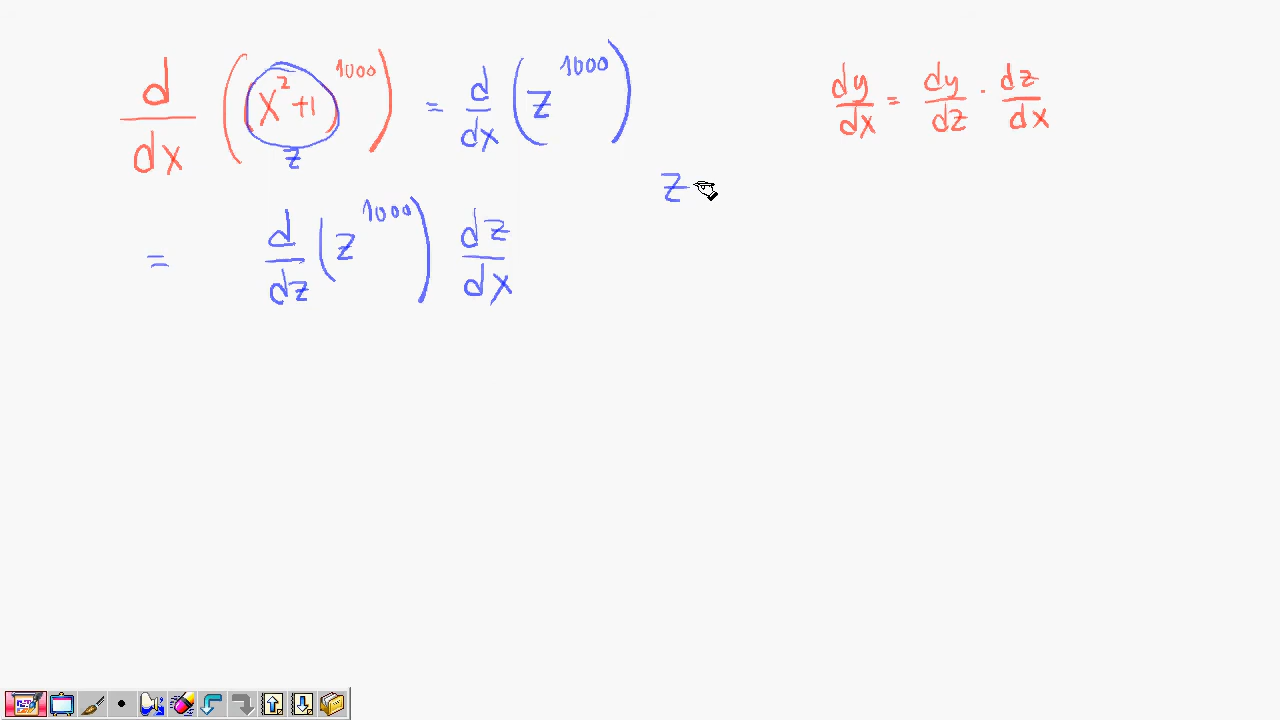 d/dx ((x²+1)^1000) = d/dx (z^1000)
z
dy/dx = dy/dz · dz/dx
z
= d/dz (z^1000) dz/dx